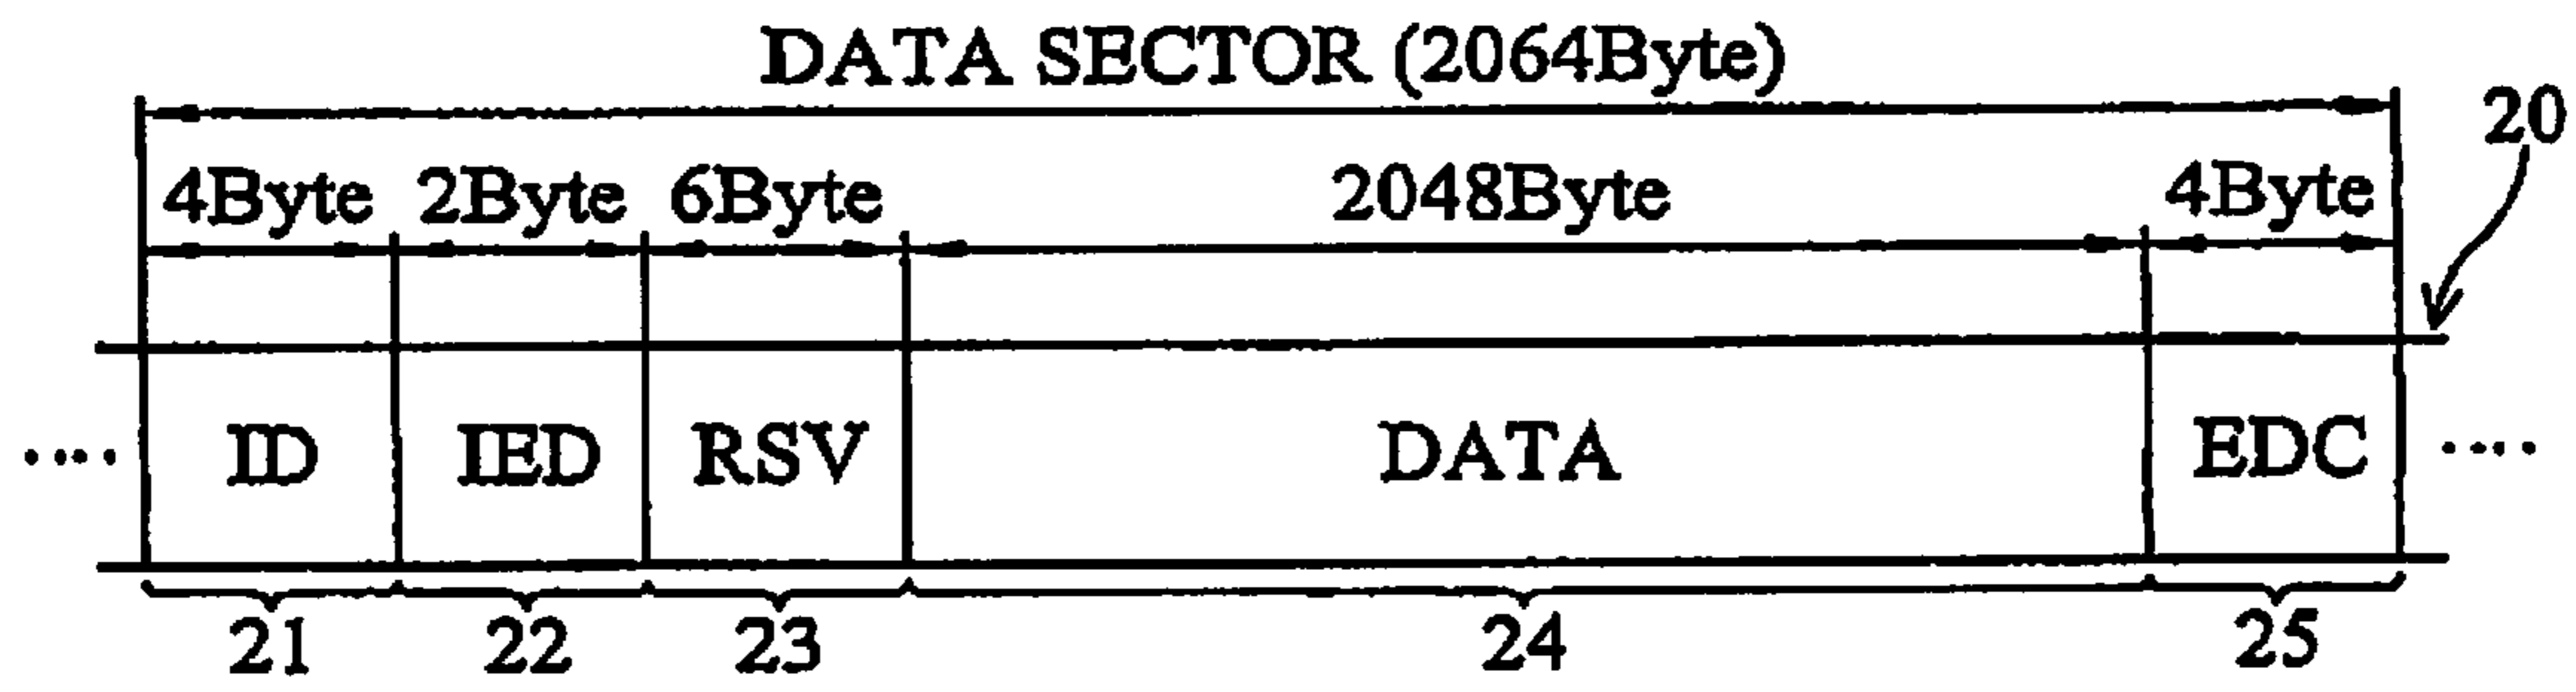 DATA SECTOR (2064Byte)
20
4Byte 2Byte 6Byte 2048Byte 4Byte
.... ID IED RSV DATA EDC ....
21 22 23 24 25